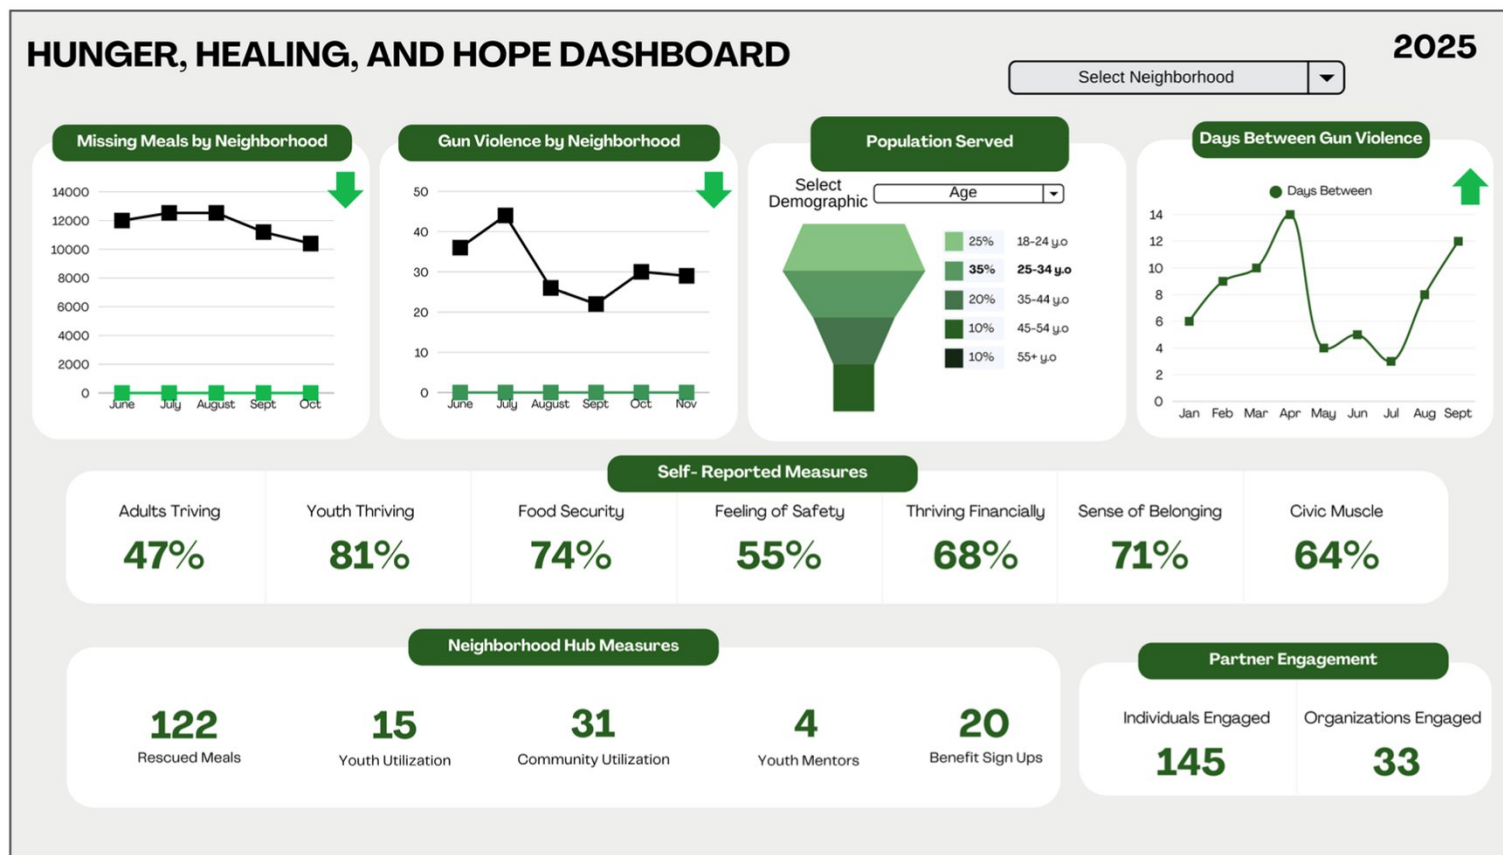 HUNGER, HEALING, AND HOPE DASHBOARD
2025
Select Neighborhood
Missing Meals by Neighborhood
14000
12000
10000
8000
6000
4000
2000
0
June July August Sept Oct
Gun Violence by Neighborhood
50
40
30
20
10
0
June July August Sept Oct Nov
Population Served
Select
Demographic
Age
25% 18-24 y.o
35% 25-34 y.o
20% 35-44 y.o
10% 45-54 y.o
10% 55+ y.o
Days Between Gun Violence
Days Between
14
12
10
8
6
4
2
0
Jan Feb Mar Apr May Jun Jul Aug Sept
Self- Reported Measures
Adults Triving
47%
Youth Thriving
81%
Food Security
74%
Feeling of Safety
55%
Thriving Financially
68%
Sense of Belonging
71%
Civic Muscle
64%
Neighborhood Hub Measures
122
Rescued Meals
15
Youth Utilization
31
Community Utilization
4
Youth Mentors
20
Benefit Sign Ups
Partner Engagement
Individuals Engaged
145
Organizations Engaged
33